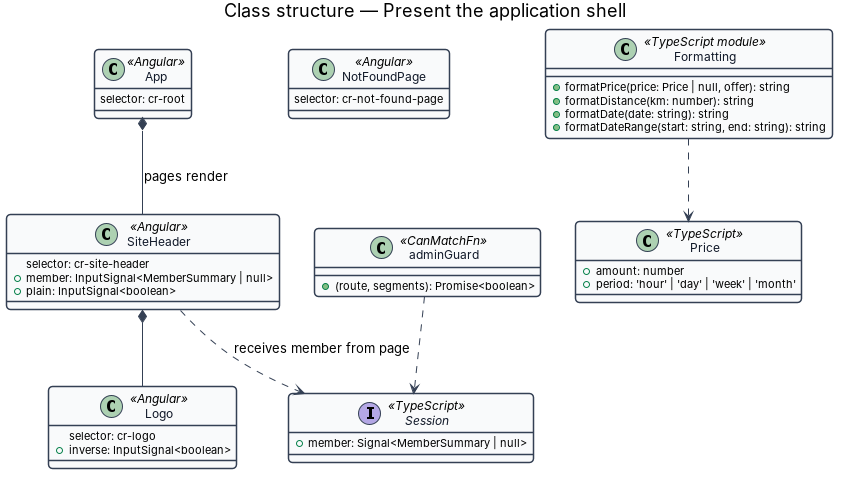 Class structure — Present the application shell
C «Angular»
App
selector: cr-root
C «Angular»
NotFoundPage
selector: cr-not-found-page
C «TypeScript module»
Formatting
formatPrice(price: Price | null, offer): string
formatDistance(km: number): string
formatDate(date: string): string
formatDateRange(start: string, end: string): string
pages render
C «Angular»
SiteHeader
selector: cr-site-header
member: InputSignal<MemberSummary | null>
plain: InputSignal<boolean>
C «CanMatchFn»
adminGuard
(route, segments): Promise<boolean>
C «TypeScript»
Price
amount: number
period: 'hour' | 'day' | 'week' | 'month'
receives member from page
C «Angular»
Logo
selector: cr-logo
inverse: InputSignal<boolean>
I «TypeScript»
Session
member: Signal<MemberSummary | null>